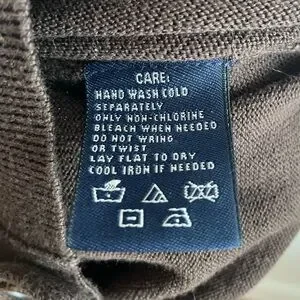 CARE:
HAND WASH COLD
SEPARATELY
ONLY NON-CHLORINE
BLEACH WHEN NEEDED
DO NOT WRING
OR TWIST
LAY FLAT TO DRY
COOL IRON IF NEEDED